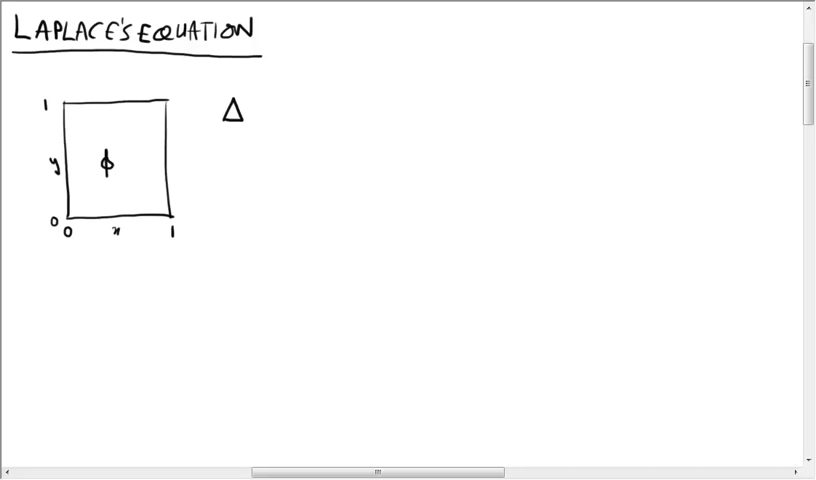 LAPLACE'S EQUATION
1
Δ
y
ϕ
0
0 x 1